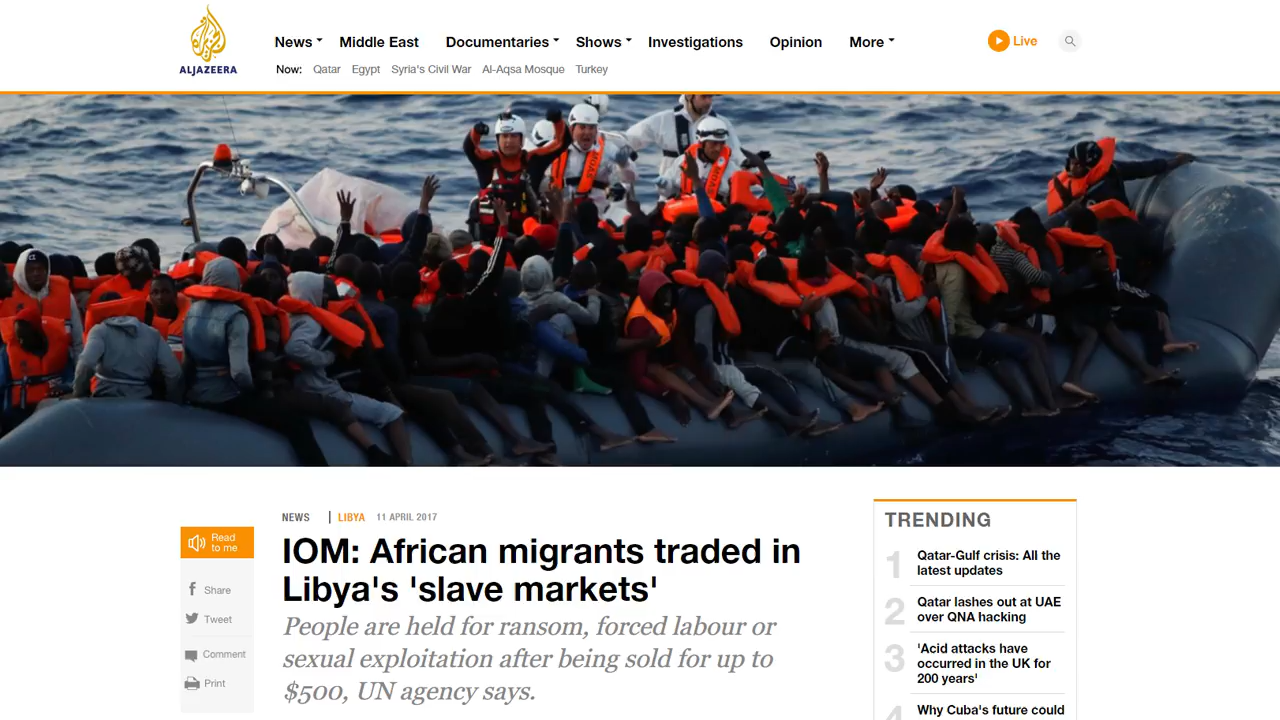 ALJAZEERA
News
Middle East
Documentaries
Shows
Investigations
Opinion
More
Live
Now: Qatar Egypt Syria's Civil War Al-Aqsa Mosque Turkey
MOAS
MOAS
NEWS | LIBYA 11 APRIL 2017
IOM: African migrants traded in
Libya's 'slave markets'
People are held for ransom, forced labour or
sexual exploitation after being sold for up to
$500, UN agency says.
Read
to me
Share
Tweet
Comment
Print
TRENDING
1 Qatar-Gulf crisis: All the
latest updates
2 Qatar lashes out at UAE
over QNA hacking
3 'Acid attacks have
occurred in the UK for
200 years'
4 Why Cuba's future could